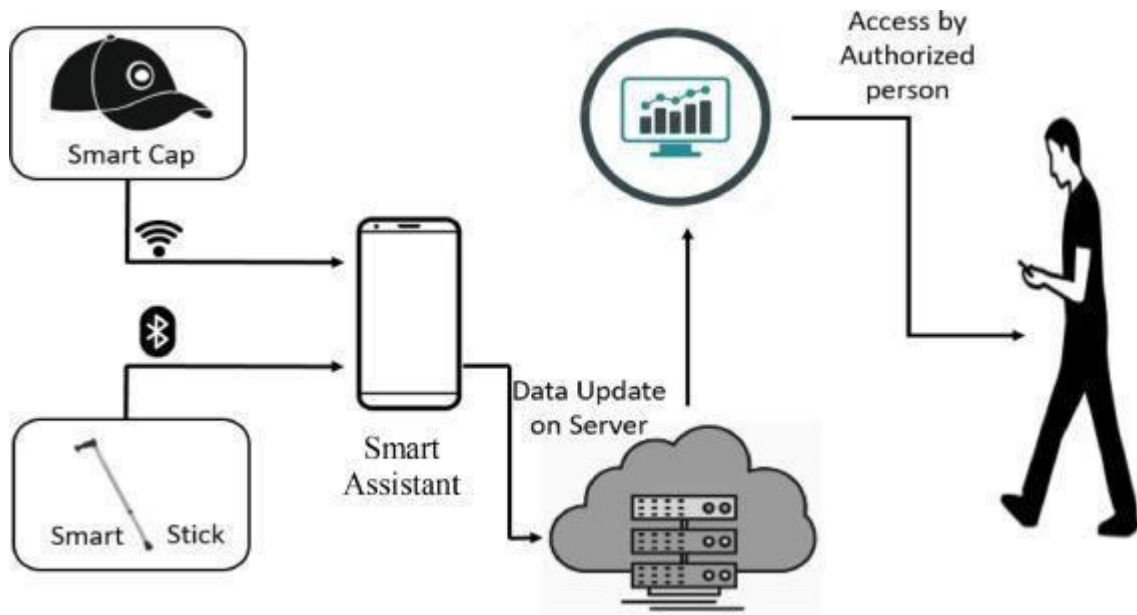 Smart Cap
Smart Stick
Smart
Assistant
Data Update
on Server
Access by
Authorized
person